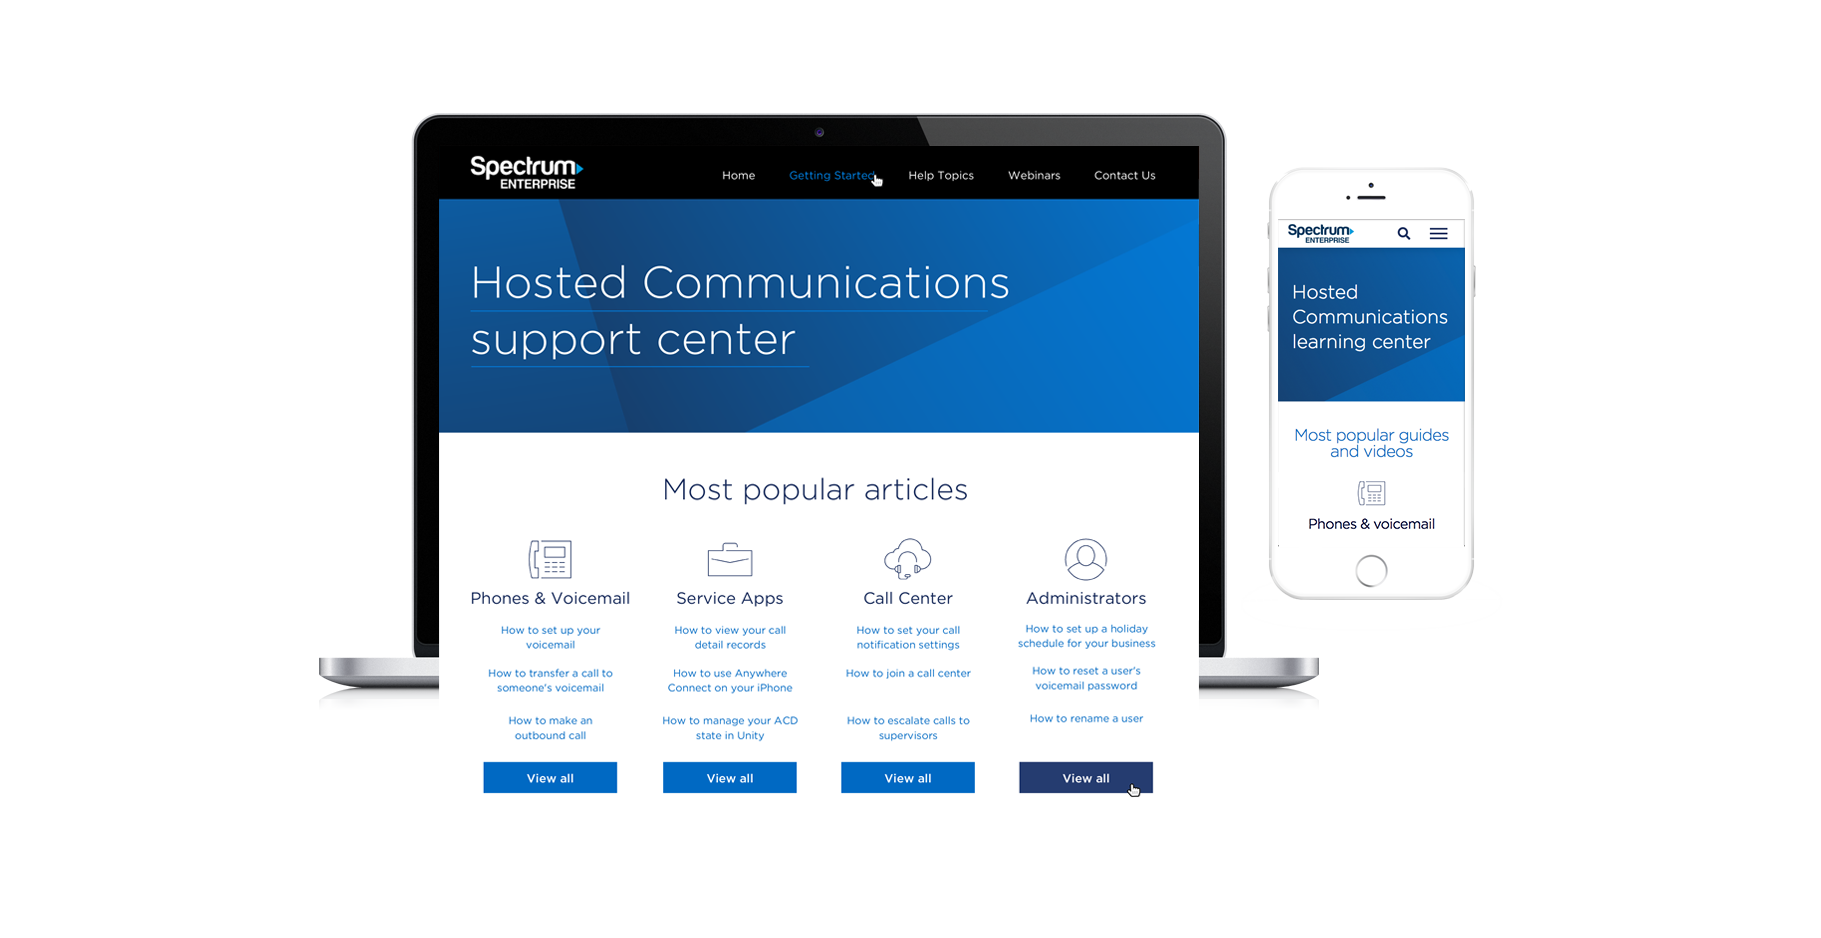 Spectrum
ENTERPRISE
Home
Getting Started
Help Topics
Webinars
Contact Us
Hosted Communications
support center
Most popular articles
Phones & Voicemail
How to set up your
voicemail
How to transfer a call to
someone's voicemail
How to make an
outbound call
View all
Service Apps
How to view your call
detail records
How to use Anywhere
Connect on your iPhone
How to manage your ACD
state in Unity
View all
Call Center
How to set your call
notification settings
How to join a call center
How to escalate calls to
supervisors
View all
Administrators
How to set up a holiday
schedule for your business
How to reset a user's
voicemail password
How to rename a user
View all
Spectrum
ENTERPRISE
Hosted
Communications
learning center
Most popular guides
and videos
Phones & voicemail